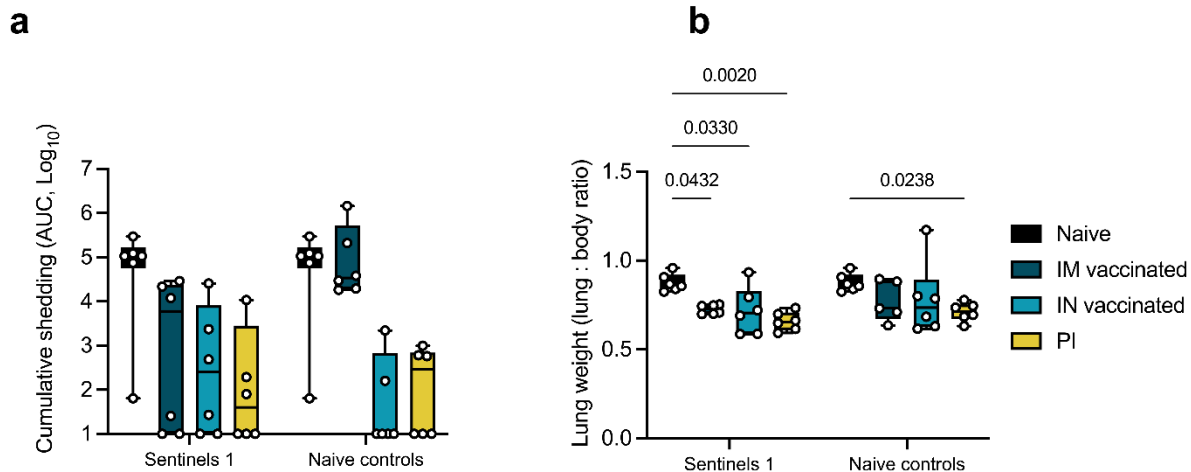 a
Cumulative shedding (AUC, Log10)
7
6
5
4
3
2
1
Sentinels 1
Naive controls
b
Lung weight (lung : body ratio)
0.0020
0.0330
0.0432
0.0238
1.5
1.0
0.5
0.0
Sentinels 1
Naive controls
Naive
IM vaccinated
IN vaccinated
PI